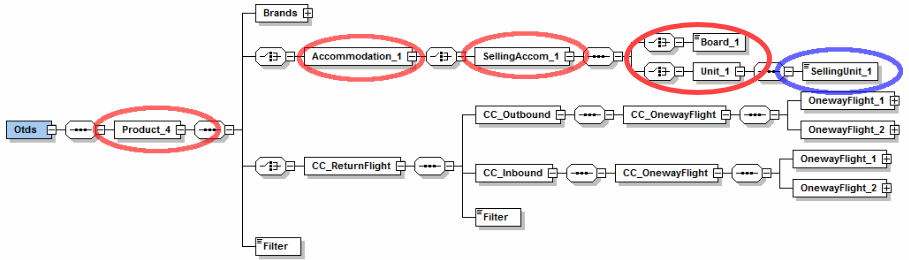 Brands
Accommodation_1
SellingAccom_1
Board_1
Unit_1
SellingUnit_1
Otds
Product_4
CC_ReturnFlight
CC_Outbound
CC_OnewayFlight
OnewayFlight_1
OnewayFlight_2
CC_Inbound
CC_OnewayFlight
OnewayFlight_1
OnewayFlight_2
Filter
Filter